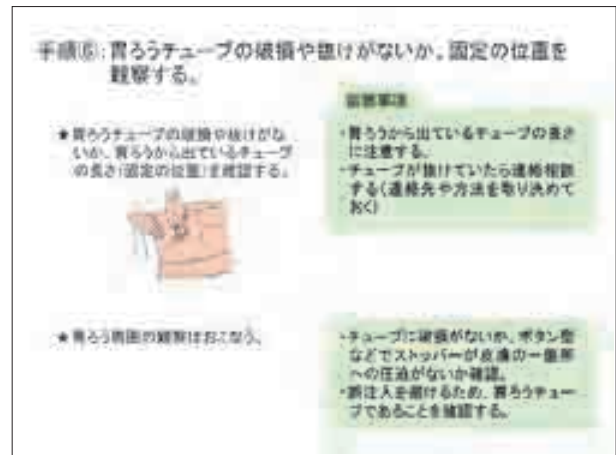 手順⑥:胃ろうチューブの破損や抜けがないか、固定の位置を
観察する。
留意事項
★胃ろうチューブの破損や抜けがな
いか、胃ろうから出ているチューブ
の長さ(固定の位置)を確認する。
・胃ろうから出ているチューブの長さ
に注意する。
・チューブが抜けていたら連絡相談
する(連絡先や方法を取り決めて
おく)
★胃ろう周囲の観察はおこなう。
・チューブに破損がないか、ボタン型
などでストッパーが皮膚の一箇所
への圧迫がないか確認。
・誤注入を避けるため、胃ろうチュー
ブであることを確認する。